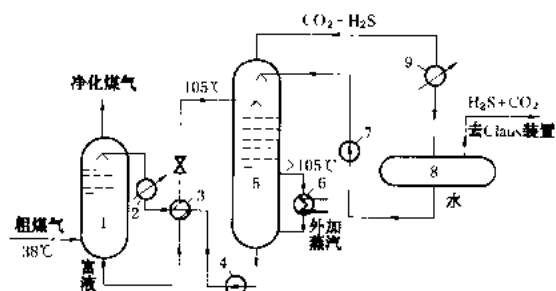 CO₂-H₂S
9
净化煤气
105℃
H₂S+CO₂
去Claus装置
7
>105℃
8
1
2
3
5
6
水
粗煤气
38℃
外加
蒸汽
富液
4